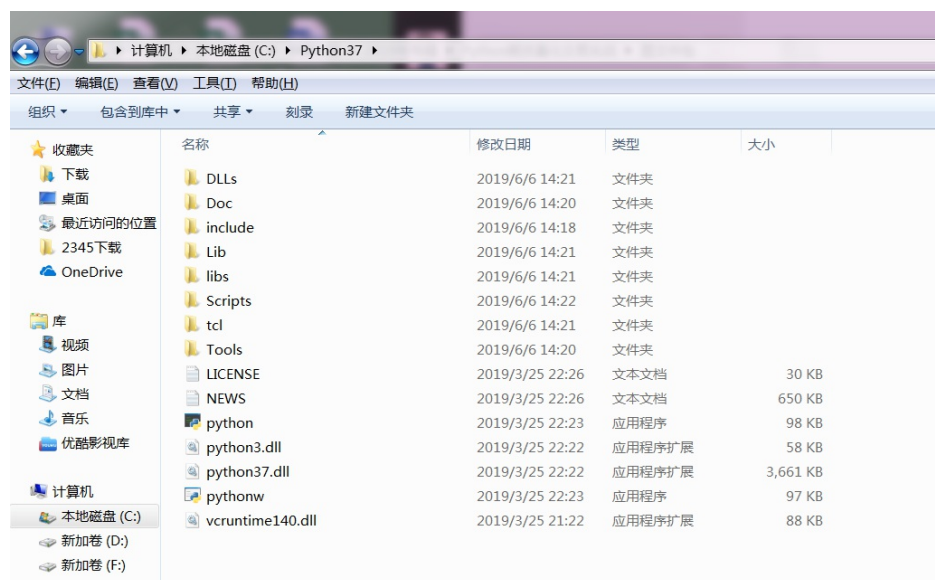 计算机 本地磁盘 (C:) Python37
文件(F) 编辑(E) 查看(V) 工具(T) 帮助(H)
组织 包含到库中 共享 刻录 新建文件夹
收藏夹
下载
桌面
最近访问的位置
2345下载
OneDrive
库
视频
图片
文档
音乐
优酷影视库
计算机
本地磁盘 (C:)
新加卷 (D:)
新加卷 (F:)
名称 修改日期 类型 大小
DLLs 2019/6/6 14:21 文件夹
Doc 2019/6/6 14:20 文件夹
include 2019/6/6 14:18 文件夹
Lib 2019/6/6 14:21 文件夹
libs 2019/6/6 14:21 文件夹
Scripts 2019/6/6 14:22 文件夹
tcl 2019/6/6 14:21 文件夹
Tools 2019/6/6 14:20 文件夹
LICENSE 2019/3/25 22:26 文本文档 30 KB
NEWS 2019/3/25 22:26 文本文档 650 KB
python 2019/3/25 22:23 应用程序 98 KB
python3.dll 2019/3/25 22:22 应用程序扩展 58 KB
python37.dll 2019/3/25 22:22 应用程序扩展 3,661 KB
pythonw 2019/3/25 22:23 应用程序 97 KB
vcruntime140.dll 2019/3/25 21:22 应用程序扩展 88 KB